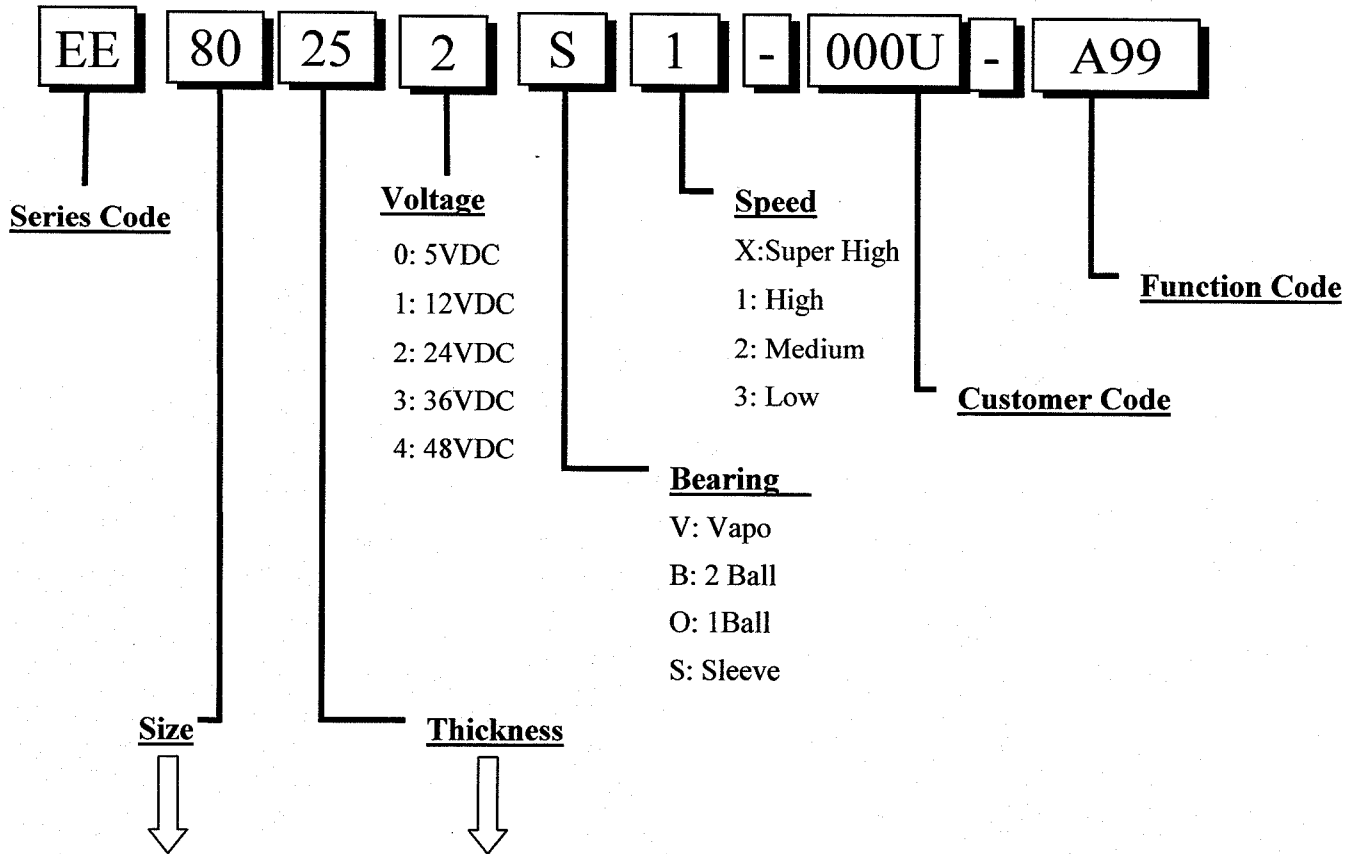 EE 80 25 2 S 1 - 000U - A99
Series Code
Voltage
0: 5VDC
1: 12VDC
2: 24VDC
3: 36VDC
4: 48VDC
Speed
X:Super High
1: High
2: Medium
3: Low
Function Code
Customer Code
Bearing
V: Vapo
B: 2 Ball
O: 1Ball
S: Sleeve
Size
Thickness